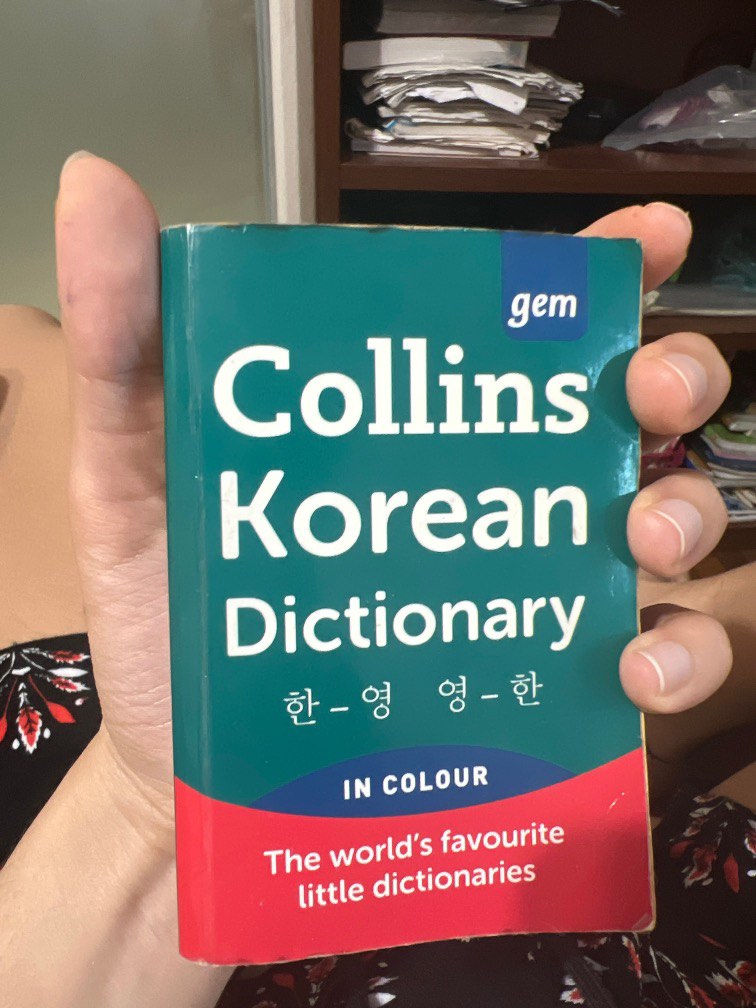 gem
Collins
Korean
Dictionary
한 – 영 영 – 한
IN COLOUR
The world's favourite
little dictionaries